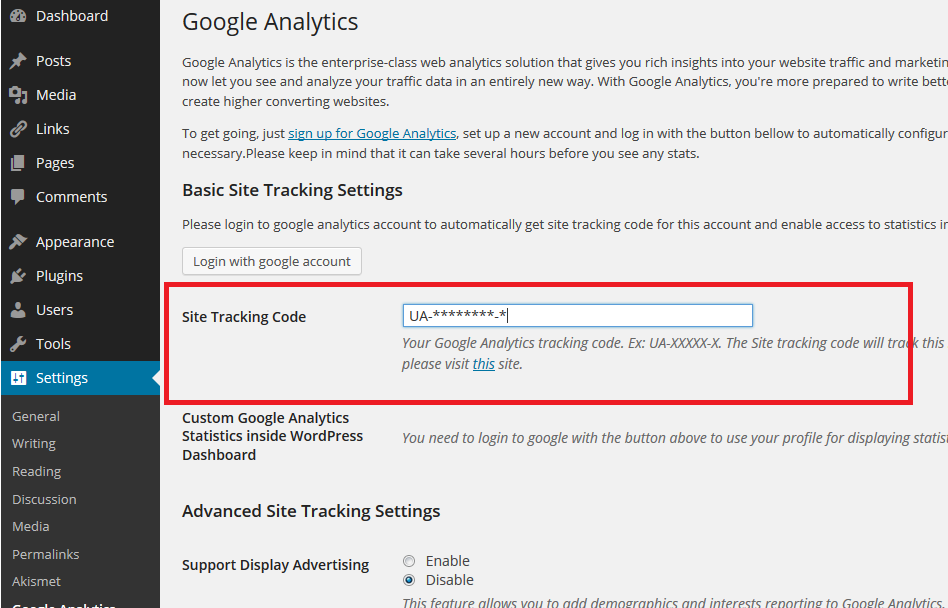 Dashboard
Posts
Media
Links
Pages
Comments
Appearance
Plugins
Users
Tools
Settings
General
Writing
Reading
Discussion
Media
Permalinks
Akismet
Google Analytics
Google Analytics
Google Analytics is the enterprise-class web analytics solution that gives you rich insights into your website traffic and
now let you see and analyze your traffic data in an entirely new way. With Google Analytics, you're more prepared to write
create higher converting websites.
To get going, just sign up for Google Analytics, set up a new account and log in with the button bellow to automatically
necessary.Please keep in mind that it can take several hours before you see any stats.
Basic Site Tracking Settings
Please login to google analytics account to automatically get site tracking code for this account and enable access to statistics
Login with google account
Site Tracking Code
UA-********-*
Your Google Analytics tracking code. Ex: UA-XXXXX-X. The Site tracking code will track this
please visit this site.
Custom Google Analytics
Statistics inside WordPress
Dashboard
You need to login to google with the button above to use your profile for displaying
Advanced Site Tracking Settings
Support Display Advertising
Enable
Disable
This feature allows you to add demographics and interests reporting to Google Analytics.